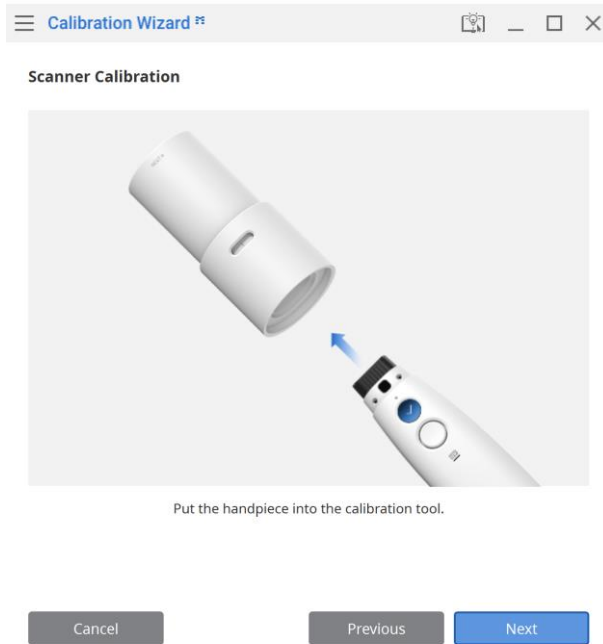 Calibration Wizard
Scanner Calibration
Put the handpiece into the calibration tool.
Cancel
Previous
Next